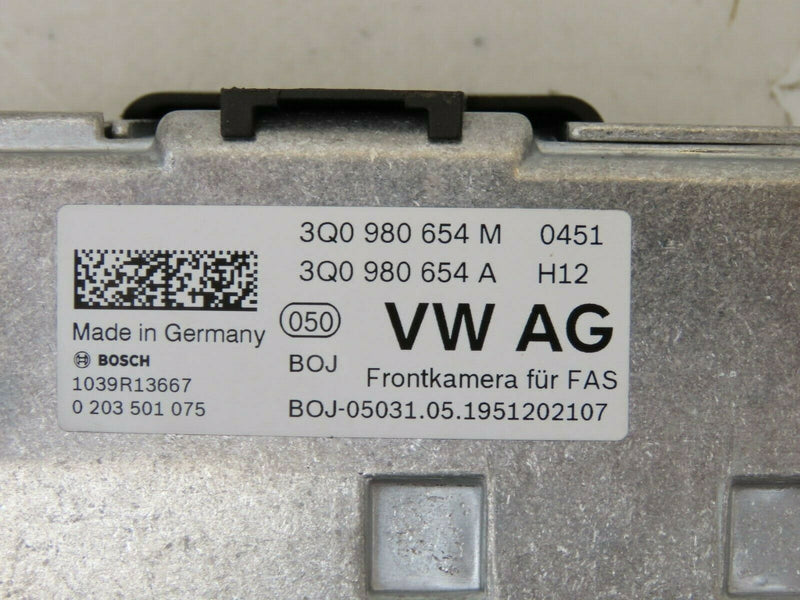 3Q0 980 654 M 0451
3Q0 980 654 A H12
Made in Germany
050
VW AG
BOSCH
BOJ
Frontkamera für FAS
1039R13667
0 203 501 075
BOJ-05031.05.1951202107